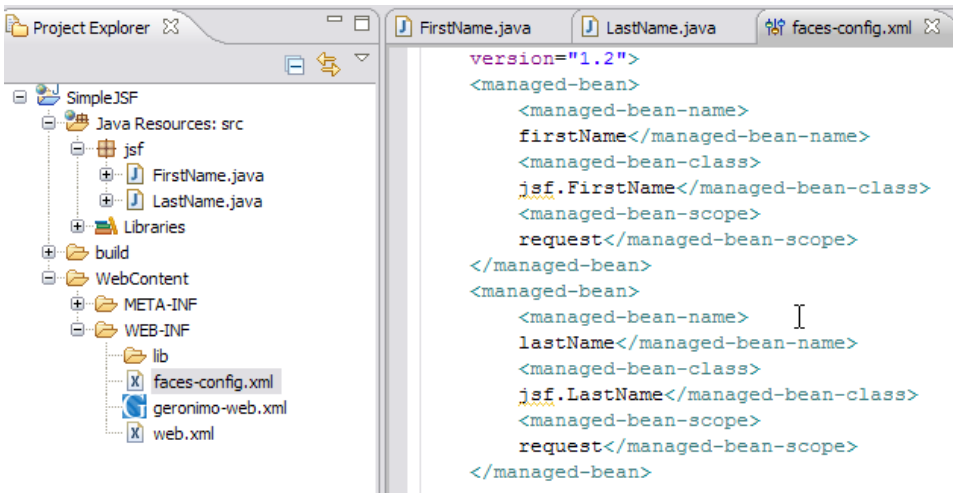 Project Explorer
SimpleJSF
Java Resources: src
jsf
FirstName.java
LastName.java
Libraries
build
WebContent
META-INF
WEB-INF
lib
faces-config.xml
geronimo-web.xml
web.xml
FirstName.java LastName.java faces-config.xml
version="1.2">
<managed-bean>
<managed-bean-name>
firstName</managed-bean-name>
<managed-bean-class>
jsf.FirstName</managed-bean-class>
<managed-bean-scope>
request</managed-bean-scope>
</managed-bean>
<managed-bean>
<managed-bean-name>
lastName</managed-bean-name>
<managed-bean-class>
jsf.LastName</managed-bean-class>
<managed-bean-scope>
request</managed-bean-scope>
</managed-bean>